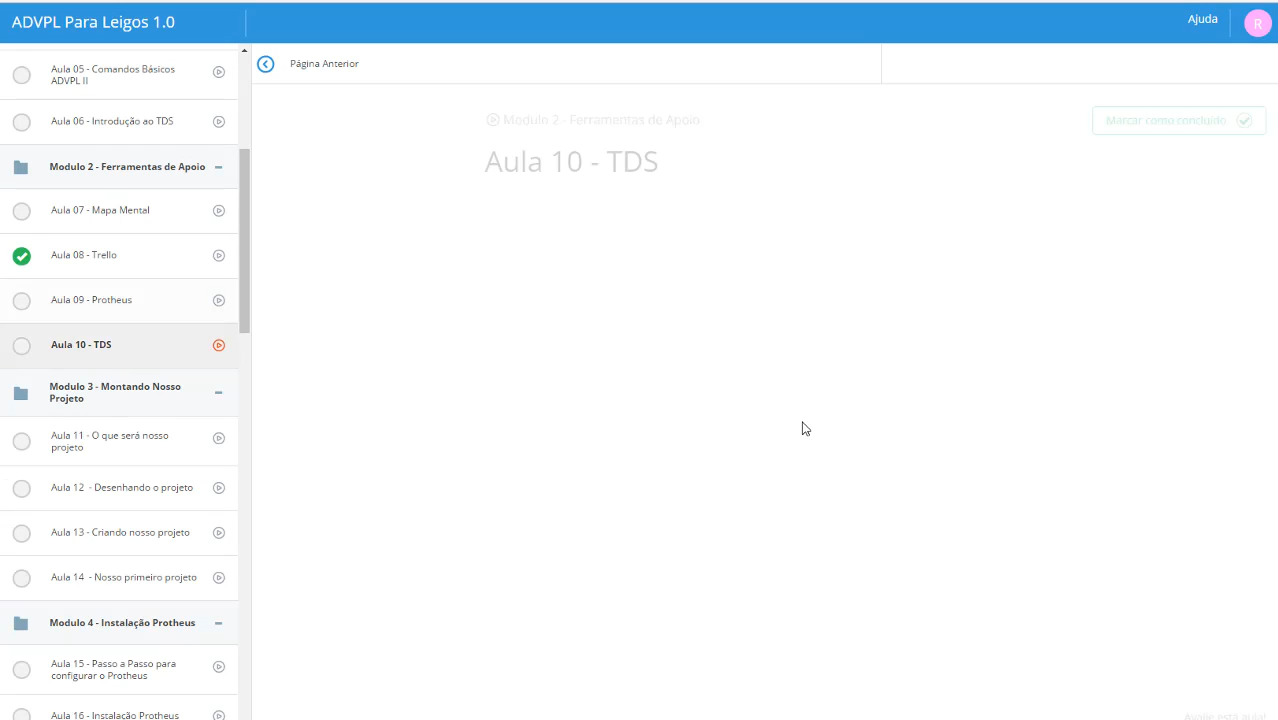 ADVPL Para Leigos 1.0
Ajuda
R
Aula 05 - Comandos Básicos
ADVPL II
Aula 06 - Introdução ao TDS
Modulo 2 - Ferramentas de Apoio
Aula 07 - Mapa Mental
Aula 08 - Trello
Aula 09 - Protheus
Aula 10 - TDS
Modulo 3 - Montando Nosso
Projeto
Aula 11 - O que será nosso
projeto
Aula 12 - Desenhando o projeto
Aula 13 - Criando nosso projeto
Aula 14 - Nosso primeiro projeto
Modulo 4 - Instalação Protheus
Aula 15 - Passo a Passo para
configurar o Protheus
Aula 16 - Instalação Protheus
Página Anterior
Modulo 2 - Ferramentas de Apoio
Marcar como concluído
Aula 10 - TDS
Avalie esta aula!